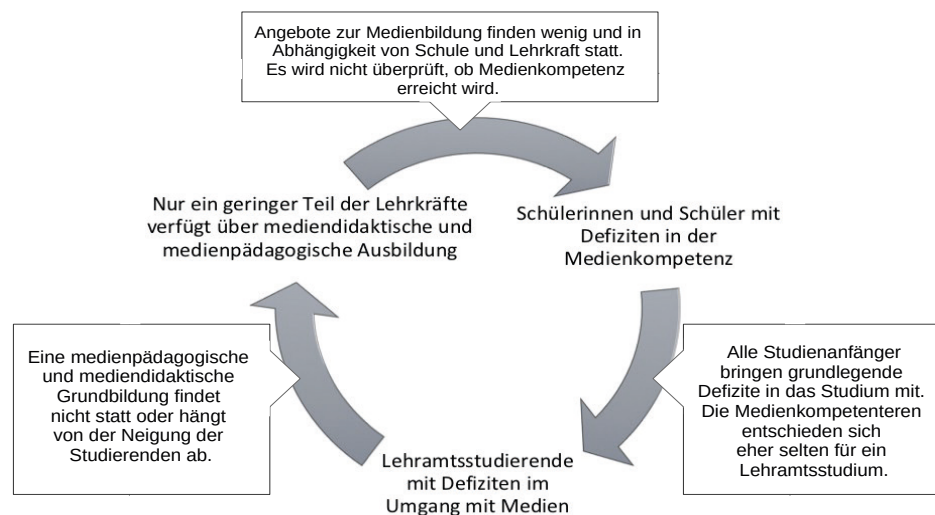 Angebote zur Medienbildung finden wenig und in
Abhängigkeit von Schule und Lehrkraft statt.
Es wird nicht überprüft, ob Medienkompetenz
erreicht wird.
Nur ein geringer Teil der Lehrkräfte
verfügt über mediendidaktische und
medienpädagogische Ausbildung
Schülerinnen und Schüler mit
Defiziten in der
Medienkompetenz
Eine medienpädagogische
und mediendidaktische
Grundbildung findet
nicht statt oder hängt
von der Neigung der
Studierenden ab.
Alle Studienanfänger
bringen grundlegende
Defizite in das Studium mit.
Die Medienkompetenteren
entschieden sich
eher selten für ein
Lehramtsstudium.
Lehramtsstudierende
mit Defiziten im
Umgang mit Medien